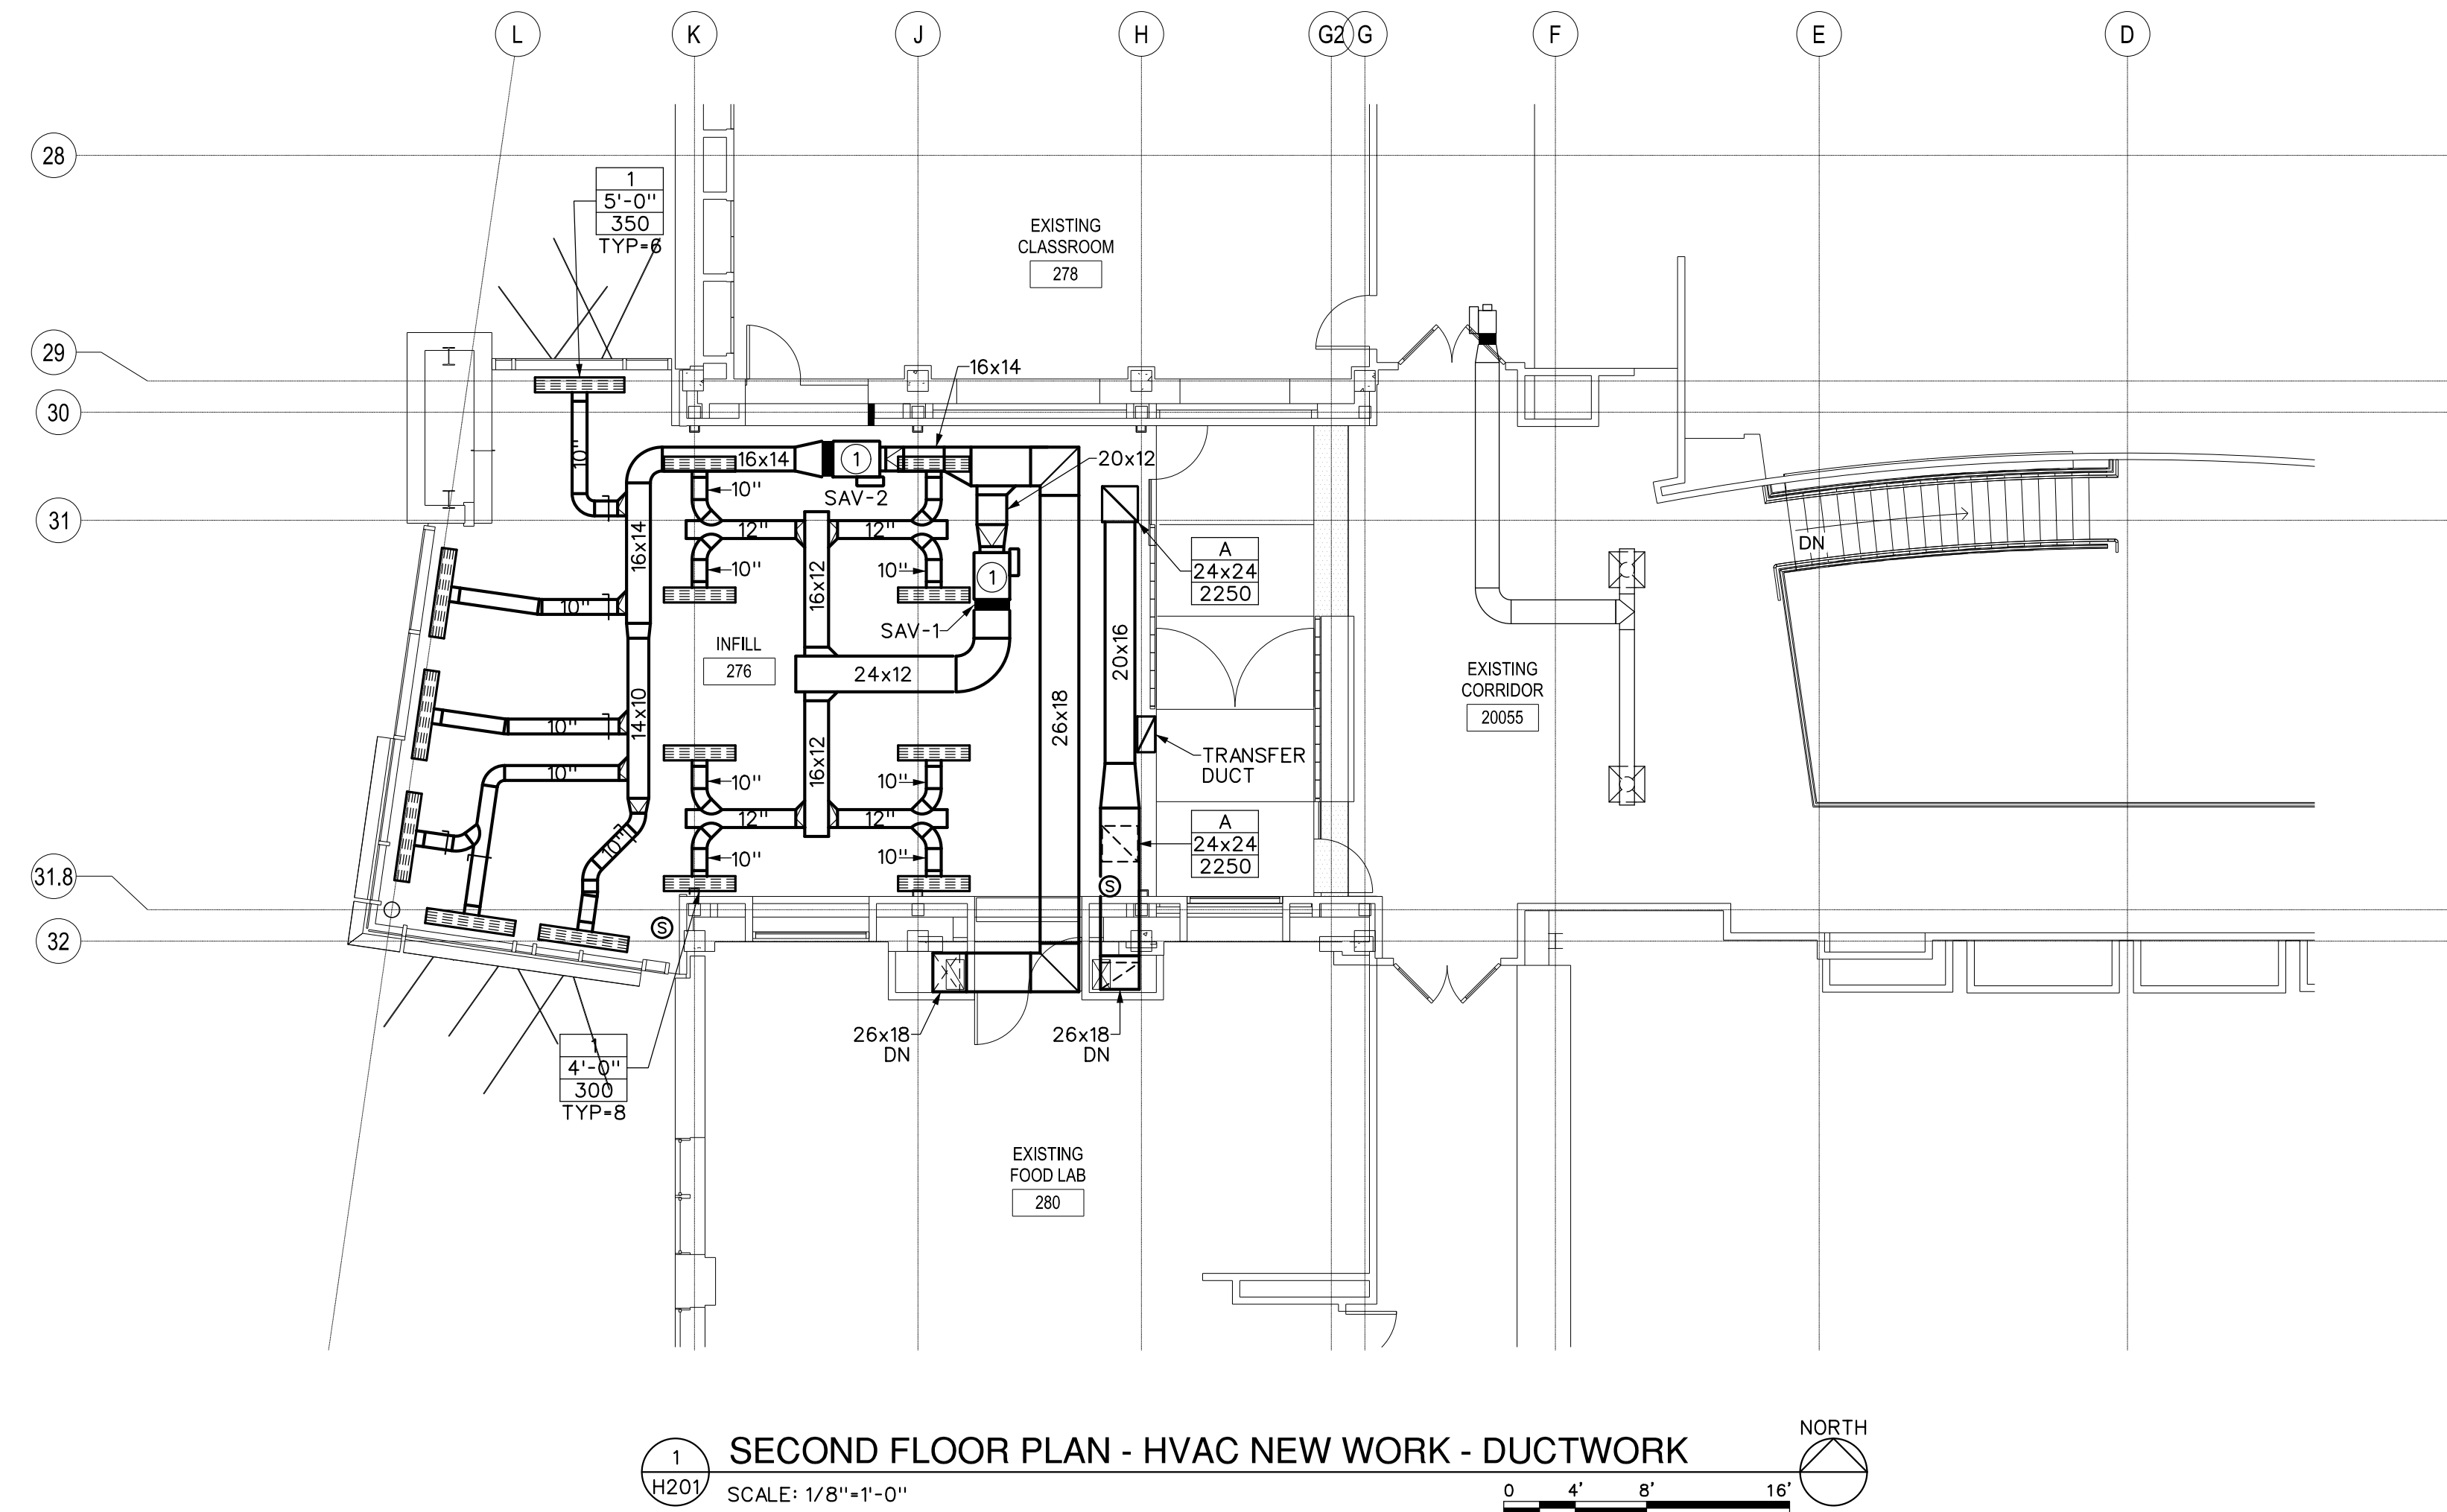 L
K
J
H
G2
G
F
E
D
28
29
30
31
31.8
32
1
5'-0"
350
TYP=6
EXISTING
CLASSROOM
278
16x14
20x12
10"
16x14
1
SAV-2
10"
12"
12"
16x14
16x12
10"
10"
1
10"
SAV-1
A
24x24
2250
DN
INFILL
276
24x12
20x16
EXISTING
CORRIDOR
20055
14x10
10"
26x18
16x12
TRANSFER
DUCT
10"
10"
10"
12"
12"
10"
10"
10"
A
24x24
2250
S
S
26x18
DN
26x18
DN
1
4'-0"
300
TYP=8
EXISTING
FOOD LAB
280
1
H201
SECOND FLOOR PLAN - HVAC NEW WORK - DUCTWORK
SCALE: 1/8"=1'-0"
NORTH
0 4' 8' 16'